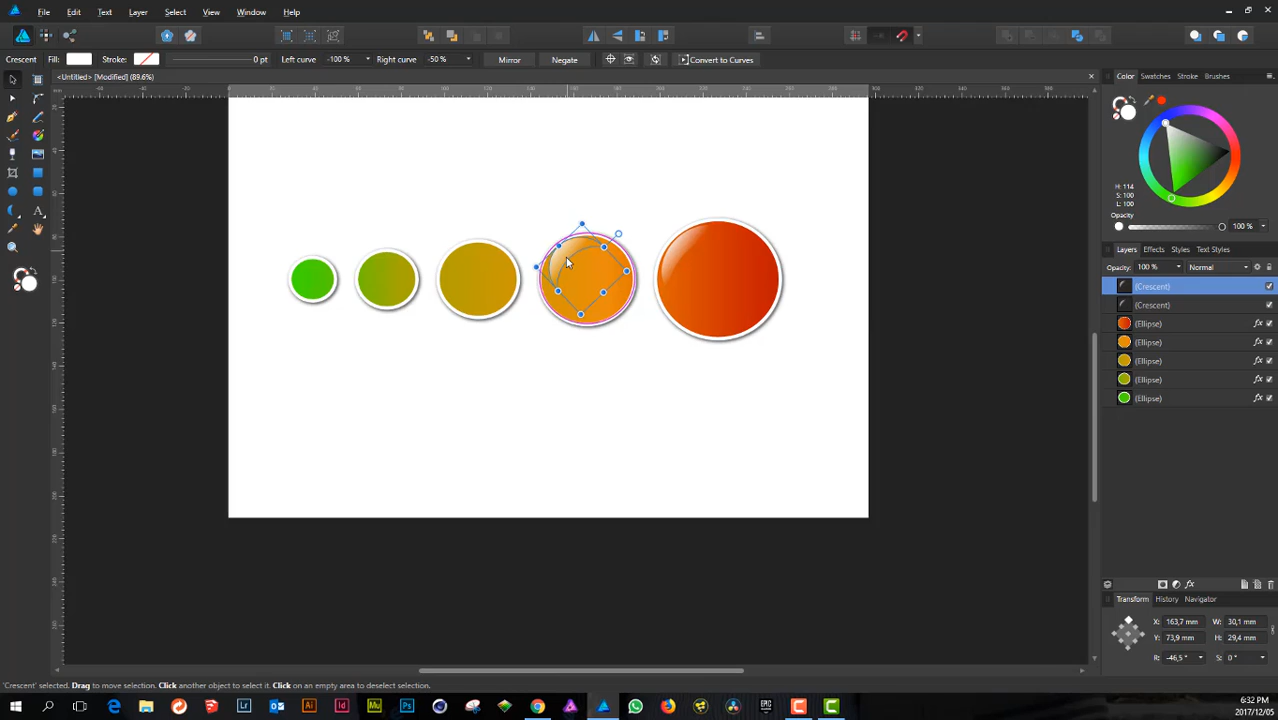 File Edit Text Layer Select View Window Help
Crescent Fill: Stroke: 0 pt Left curve -100 % Right curve -50 % Mirror Negate Convert to Curves
<Untitled> [Modified] (89.6%)
Color Swatches Stroke Brushes
H: 114
S: 100
L: 100
Opacity
100 %
Layers Effects Styles Text Styles
Opacity: 100 % Normal
(Crescent)
(Crescent)
(Ellipse) fx
(Ellipse) fx
(Ellipse) fx
(Ellipse) fx
(Ellipse) fx
Transform History Navigator
X: 163,7 mm W: 30,1 mm
Y: 73,9 mm H: 29,4 mm
R: -46,5 ° S: 0 °
'Crescent' selected. Drag to move selection. Click another object to select it. Click on an empty area to deselect selection.
6:32 PM
2017/12/05